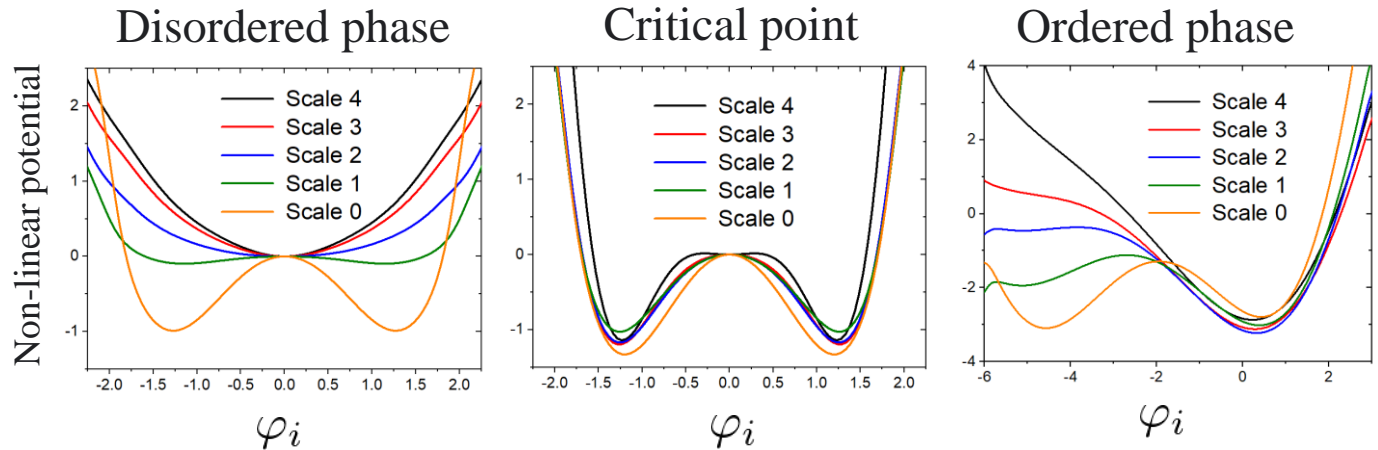 Disordered phase
Critical point
Ordered phase
Non-linear potential
2
1
0
-1
-2.0 -1.5 -1.0 -0.5 0.0 0.5 1.0 1.5 2.0
Scale 4
Scale 3
Scale 2
Scale 1
Scale 0
φi
2
1
0
-1
-2.0 -1.5 -1.0 -0.5 0.0 0.5 1.0 1.5 2.0
Scale 4
Scale 3
Scale 2
Scale 1
Scale 0
φi
4
2
0
-2
-4
-6 -4 -2 0 2
Scale 4
Scale 3
Scale 2
Scale 1
Scale 0
φi